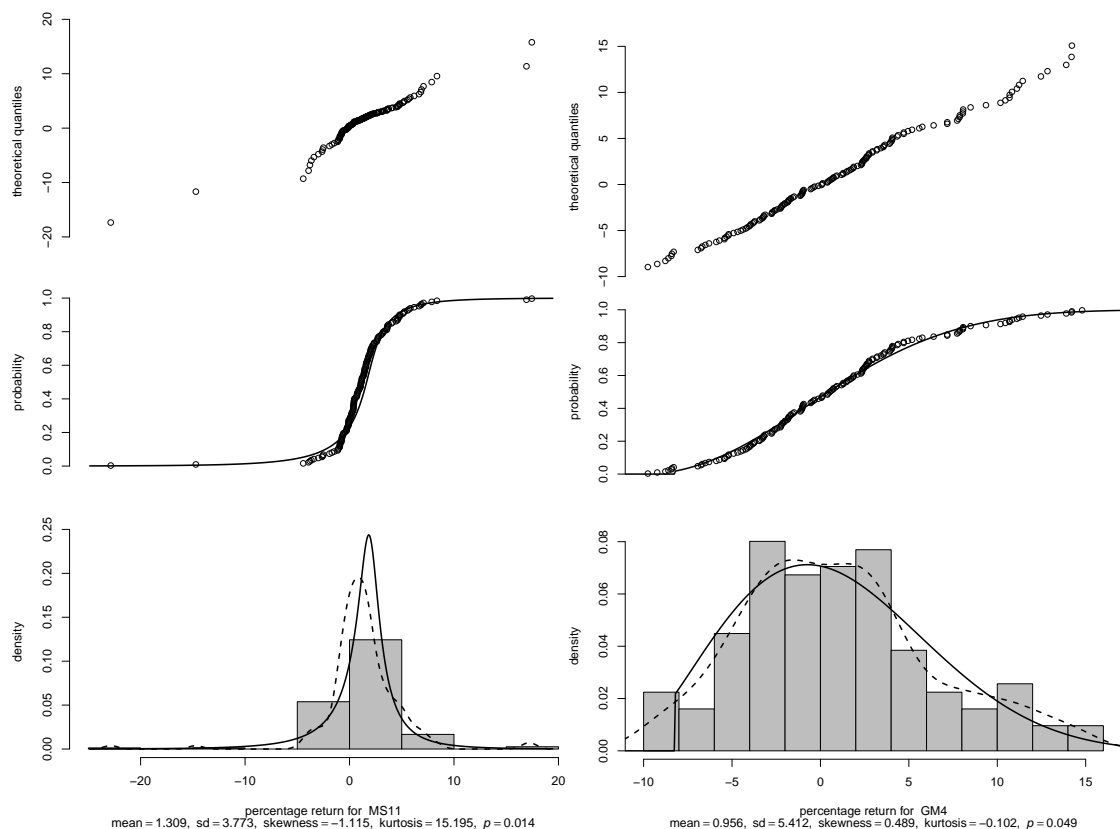 theoretical quantiles
−20 −10 0 10 20
probability
0.0 0.2 0.4 0.6 0.8 1.0
density
0.00 0.05 0.10 0.15 0.20 0.25
−20 −10 0 10 20
percentage return for MS11
mean = 1.309, sd = 3.773, skewness = −1.115, kurtosis = 15.195, p = 0.014
theoretical quantiles
−10 −5 0 5 10 15
probability
0.0 0.2 0.4 0.6 0.8 1.0
density
0.00 0.02 0.04 0.06 0.08
−10 −5 0 5 10 15
percentage return for GM4
mean = 0.956, sd = 5.412, skewness = 0.489, kurtosis = −0.102, p = 0.049